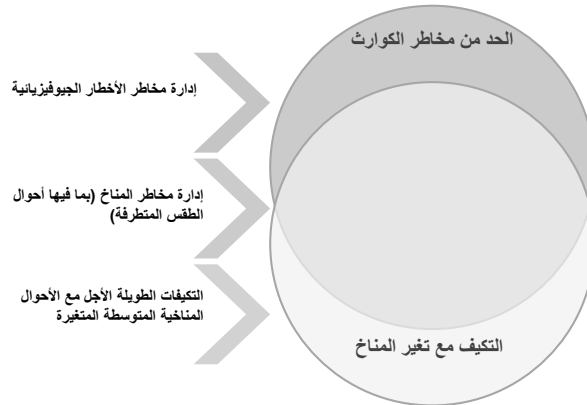 الحد من مخاطر الكوارث
إدارة مخاطر الأخطار الجيوفيزيائية
إدارة مخاطر المناخ (بما فيها أحوال
الطقس المتطرفة)
التكيفات الطويلة الأجل مع الأحوال
المناخية المتوسطة المتغيرة
التكيف مع تغير المناخ